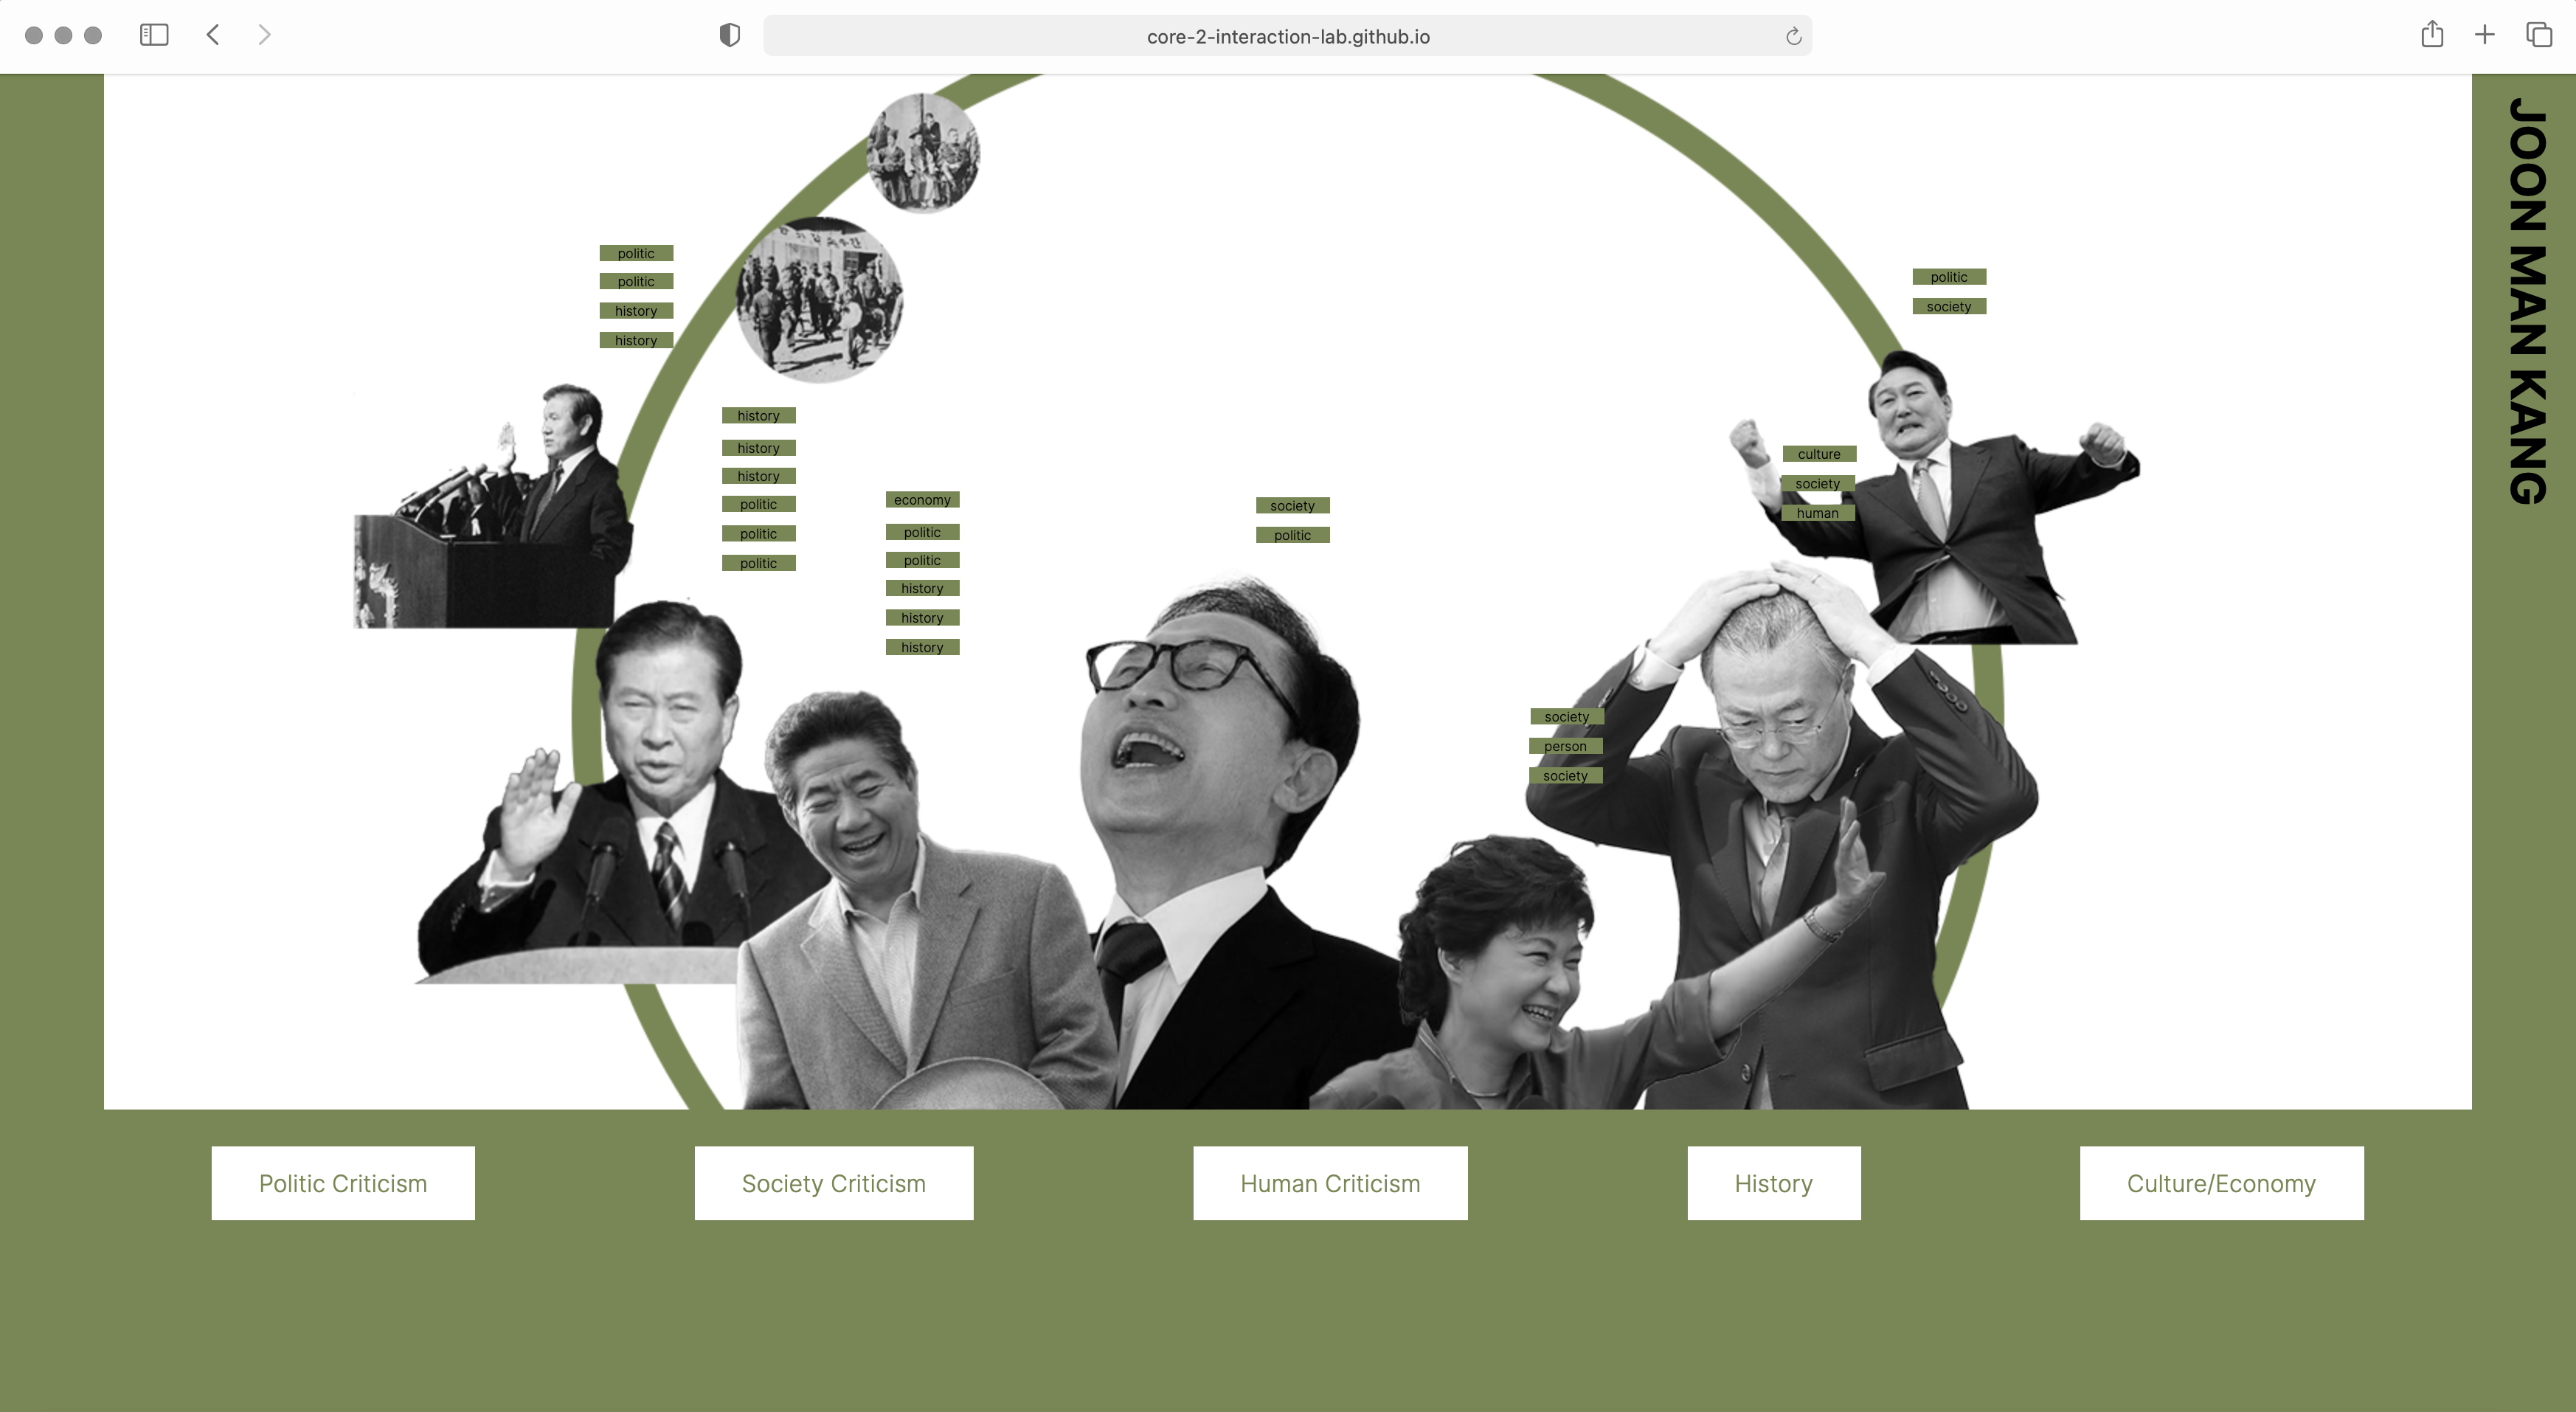 core-2-interaction-lab.github.io
JOON MAN KANG
politic
politic
history
history
politic
society
history
history
history
politic
politic
politic
economy
politic
politic
history
history
history
society
politic
culture
society
human
society
person
society
Politic Criticism
Society Criticism
Human Criticism
History
Culture/Economy